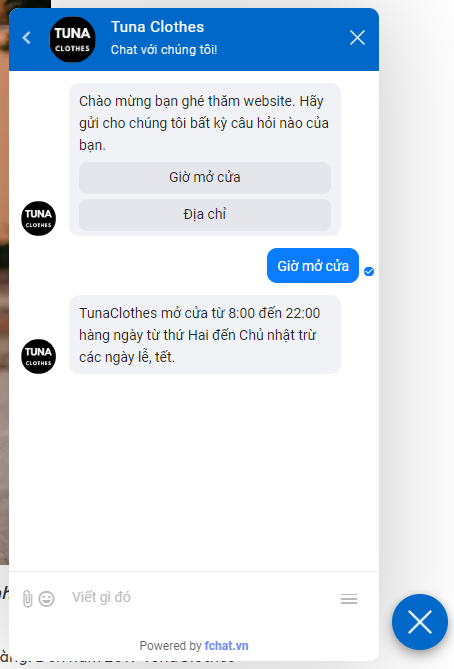 TUNA
CLOTHES
Tuna Clothes
Chat với chúng tôi!
Chào mừng bạn ghé thăm website. Hãy
gửi cho chúng tôi bất kỳ câu hỏi nào của
bạn.
Giờ mở cửa
Địa chỉ
TUNA
CLOTHES
Giờ mở cửa
TunaClothes mở cửa từ 8:00 đến 22:00
hàng ngày từ thứ Hai đến Chủ nhật trừ
các ngày lễ, tết.
TUNA
CLOTHES
Viết gì đó
Powered by fchat.vn